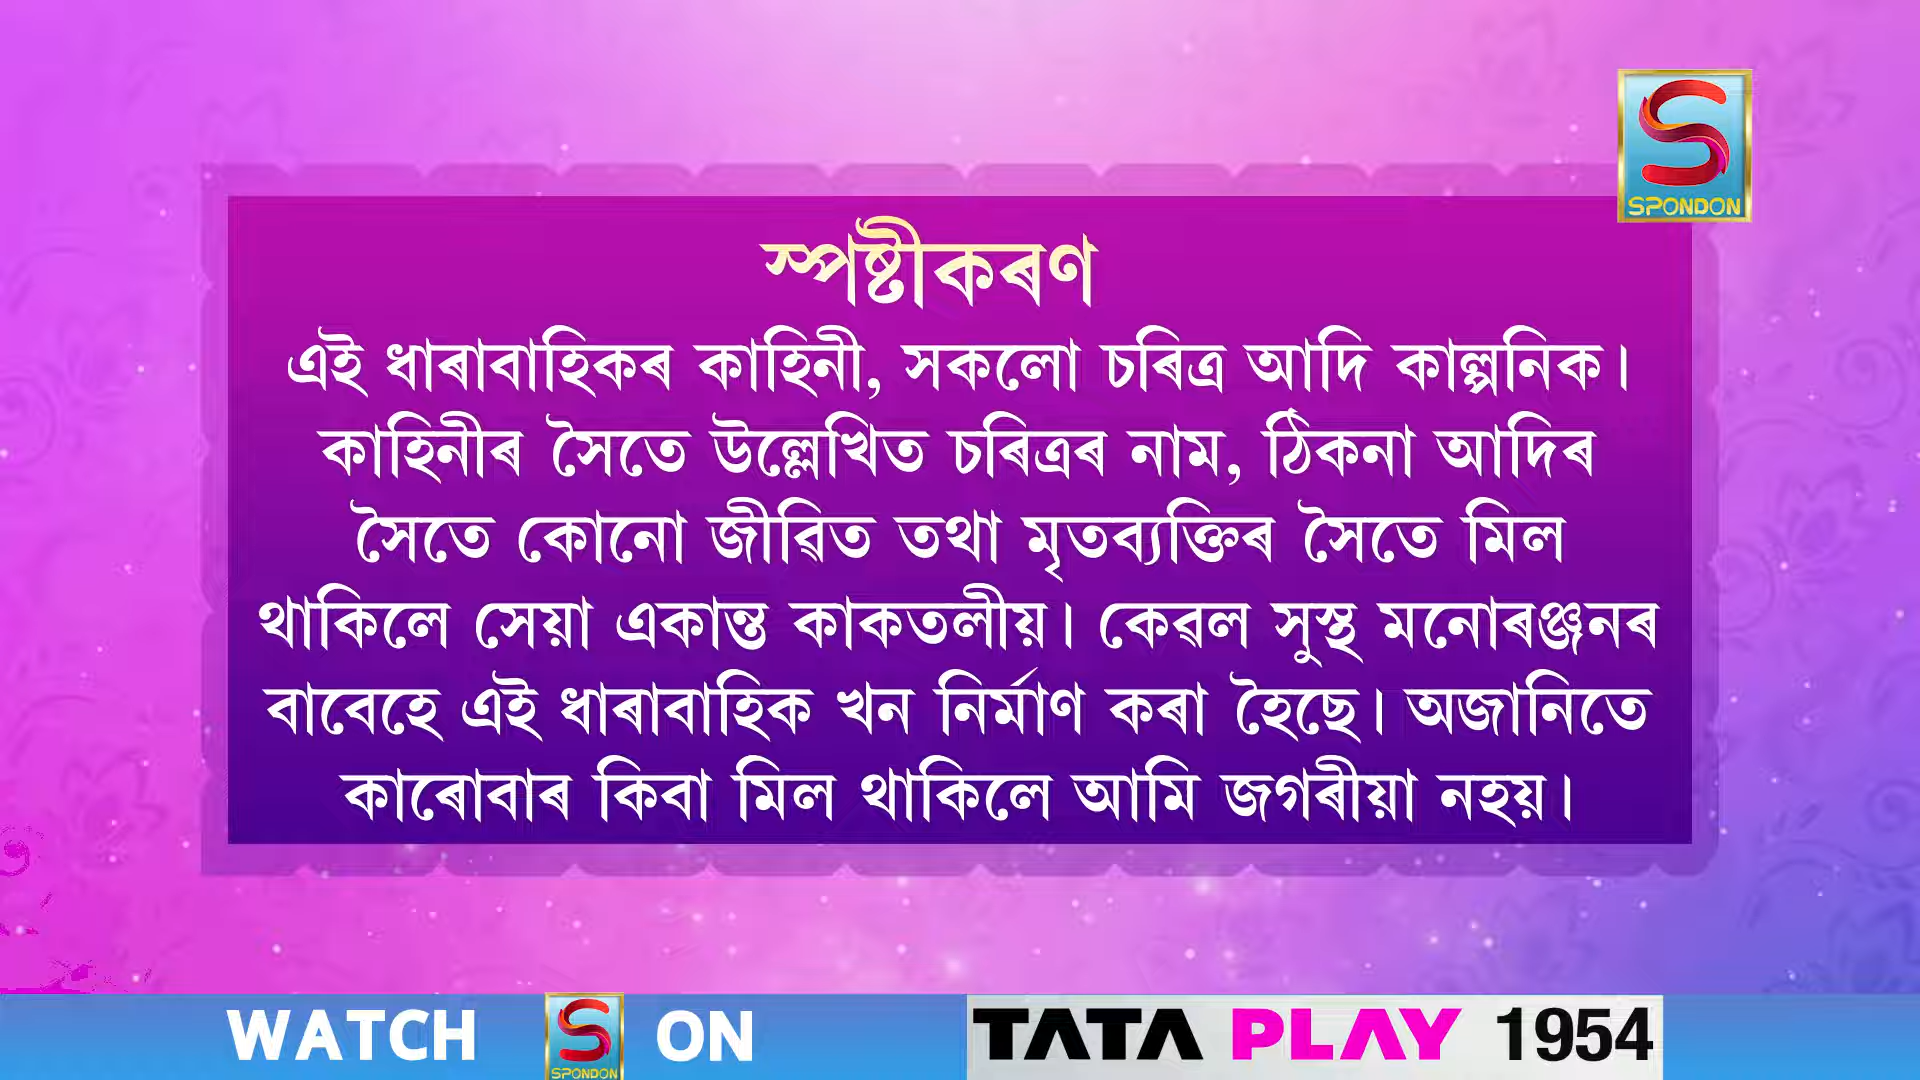 SPONDON
স্পষ্টীকৰণ
এই ধাৰাবাহিকৰ কাহিনী, সকলো চৰিত্ৰ আদি কাল্পনিক।
কাহিনীৰ সৈতে উল্লেখিত চৰিত্ৰৰ নাম, ঠিকনা আদিৰ
সৈতে কোনো জীৱিত তথা মৃতব্যক্তিৰ সৈতে মিল
থাকিলে সেয়া একান্ত কাকতলীয়। কেৱল সুস্থ মনোৰঞ্জনৰ
বাবেহে এই ধাৰাবাহিক খন নিৰ্মাণ কৰা হৈছে। অজানিতে
কাৰোবাৰ কিবা মিল থাকিলে আমি জগৰীয়া নহয়।
WATCH S SPONDON ON TATA PLAY 1954